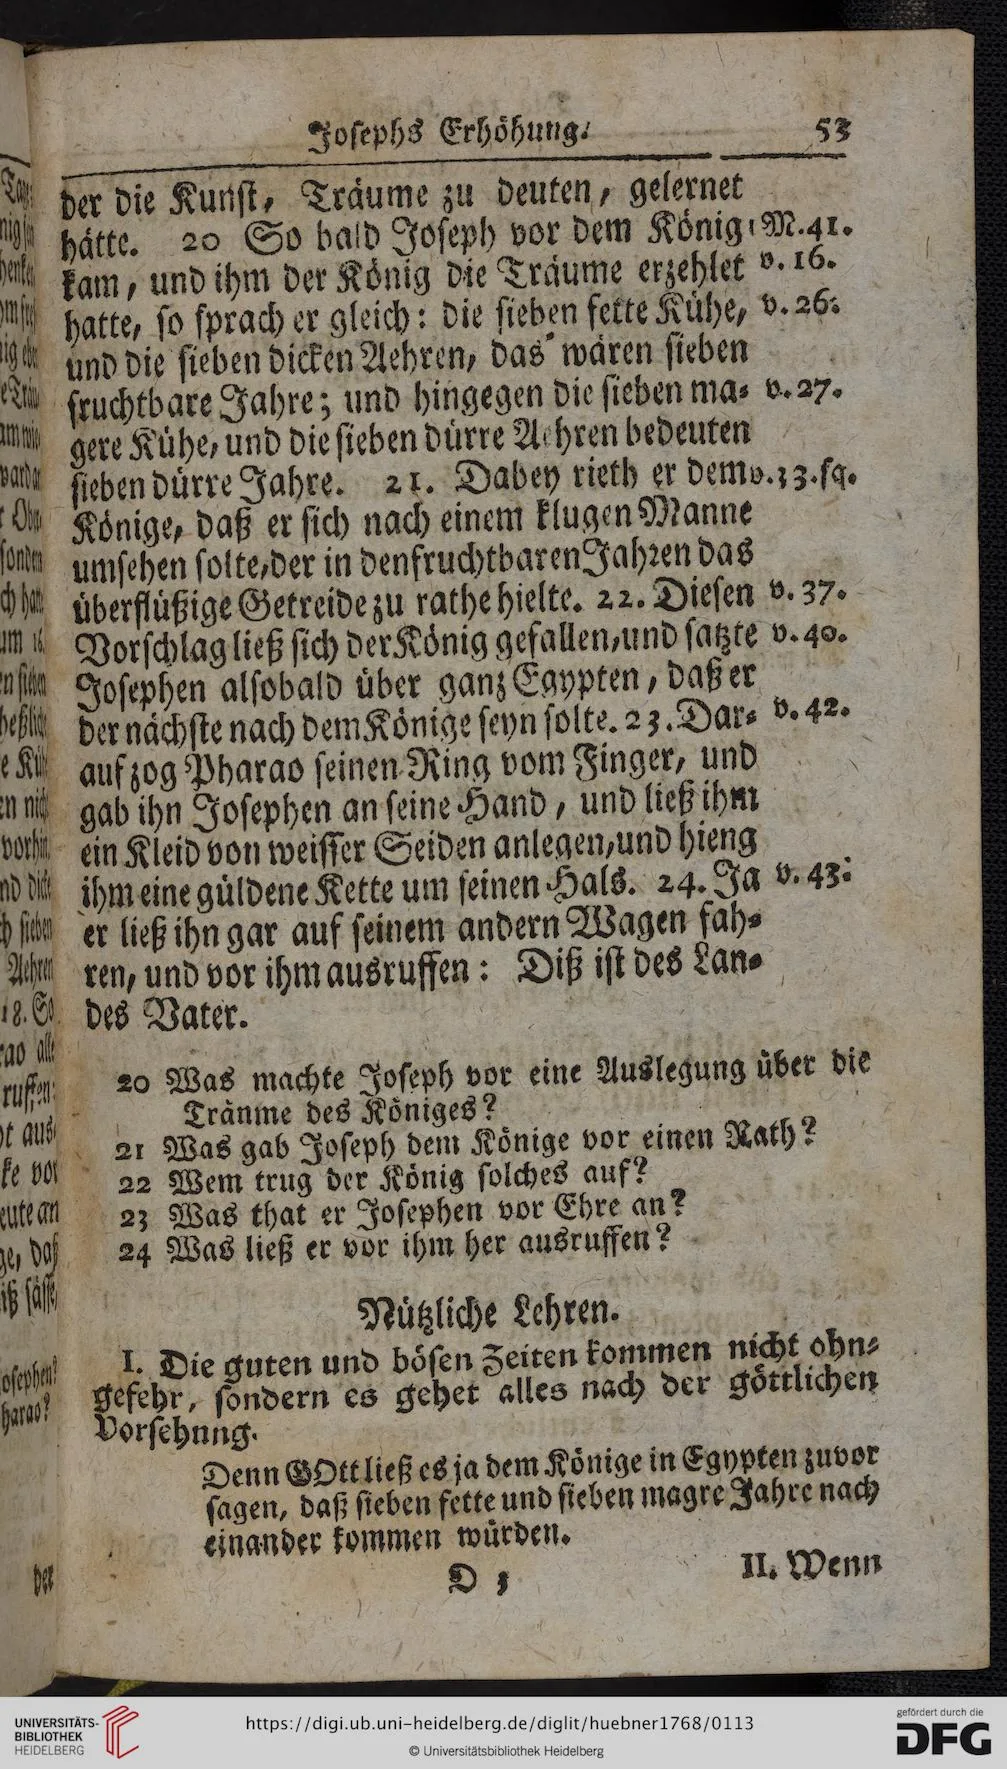 Josephs Erhöhung. 53
der die Kunst, Träume zu deuten, gelernet
hätte. 20 So bald Joseph vor dem König 1 M. 41.
kam, und ihm der König die Träume erzehlet v. 16.
hatte, so sprach er gleich: die sieben fette Kühe, v. 26.
und die sieben dicken Aehren, das wären sieben
fruchtbare Jahre; und hingegen die sieben ma- v. 27.
gere Kühe, und die sieben dürre Aehren bedeuten
sieben dürre Jahre. 21. Dabey rieth er dem v. 33. sq.
Könige, daß er sich nach einem klugen Manne
umsehen solte, der in den fruchtbaren Jahren das
überflüßige Getreide zu rathe hielte. 22. Diesen v. 37.
Vorschlag ließ sich der König gefallen, und satzte v. 40.
Josephen alsobald über ganz Egypten, daß er
der nächste nach dem Könige seyn solte. 23. Dar- v. 42.
auf zog Pharao seinen Ring vom Finger, und
gab ihn Josephen an seine Hand, und ließ ihm
ein Kleid von weisser Seiden anlegen, und hieng
ihm eine güldene Kette um seinen Hals. 24. Ja v. 43.
er ließ ihn gar auf seinem andern Wagen fah-
ren, und vor ihm ausruffen: Diß ist des Lan-
des Vater.
20 Was machte Joseph vor eine Auslegung über die
Tränme des Königes?
21 Was gab Joseph dem Könige vor einen Rath?
22 Wem trug der König solches auf?
23 Was that er Josephen vor Ehre an?
24 Was ließ er vor ihm her ausruffen?
Nützliche Lehren.
I. Die guten und bösen Zeiten kommen nicht ohn-
gefehr, sondern es gehet alles nach der göttlichen
Vorsehnng.
Denn GOtt ließ es ja dem Könige in Egypten zuvor
sagen, daß sieben fette und sieben magre Jahre nach
einander kommen würden.
D 3 II. Wenn
UNIVERSITÄTS-
BIBLIOTHEK
HEIDELBERG
https://digi.ub.uni-heidelberg.de/diglit/huebner1768/0113
© Universitätsbibliothek Heidelberg
gefördert durch die
DFG